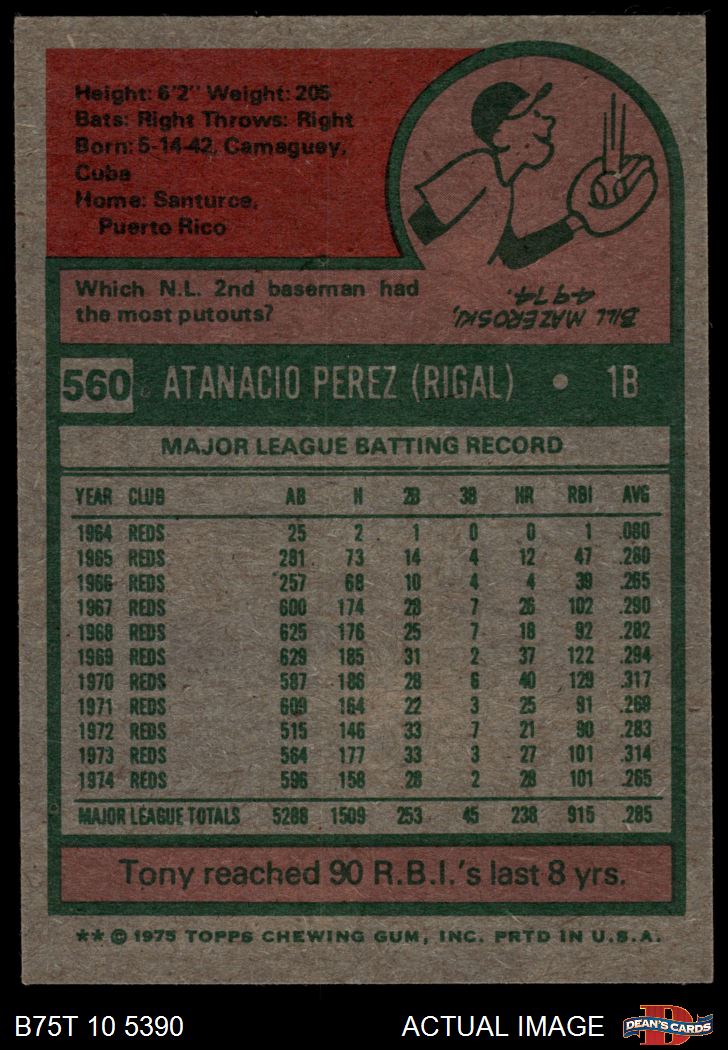 Height: 6'2" Weight: 205
Bats: Right Throws: Right
Born: 5-14-42, Camaguey,
Cuba
Home: Santurce,
Puerto Rico
Which N.L. 2nd baseman had
the most putouts?
BILL MAZEROSKI,
4974.
560 ATANACIO PEREZ (RIGAL) • 1B
MAJOR LEAGUE BATTING RECORD
YEAR CLUB AB H 2B 3B HR RBI AVG
1964 REDS 25 2 1 0 0 1 .080
1965 REDS 281 73 14 4 12 47 .260
1966 REDS 257 68 10 4 4 39 .265
1967 REDS 600 174 28 7 26 102 .290
1968 REDS 625 176 25 7 18 92 .282
1969 REDS 629 185 31 2 37 122 .294
1970 REDS 587 186 28 6 40 129 .317
1971 REDS 609 164 22 3 25 91 .269
1972 REDS 515 146 33 7 21 90 .283
1973 REDS 564 177 33 3 27 101 .314
1974 REDS 596 158 28 2 28 101 .265
MAJOR LEAGUE TOTALS 5288 1509 253 45 238 915 .285
Tony reached 90 R.B.I.'s last 8 yrs.
** © 1975 TOPPS CHEWING GUM, INC. PRTD IN U.S.A.
B75T 10 5390 ACTUAL IMAGE
D
DEAN'S CARDS